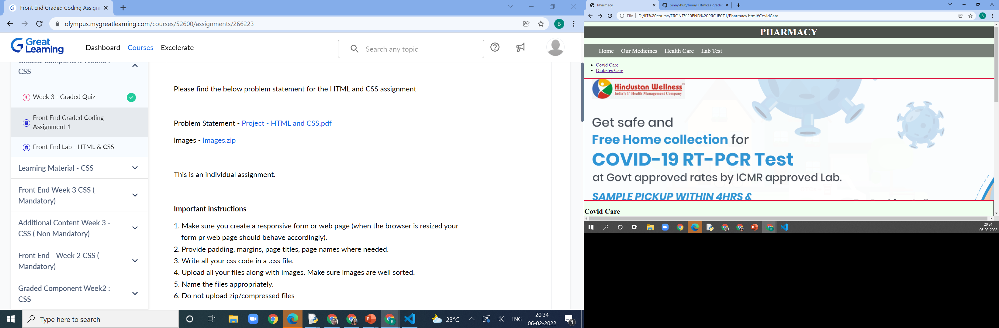 Front End Graded Coding Assign
olympus.mygreatlearning.com/courses/52600/assignments/266223
B
Great Learning
Dashboard Courses Excelerate
Search any topic
Graded Component Week3 :
CSS
Week 3 - Graded Quiz
Front End Graded Coding
Assignment 1
Front End Lab - HTML & CSS
Learning Material - CSS
Front End Week 3 CSS (
Mandatory)
Additional Content Week 3 -
CSS ( Non Mandatory)
Front End - Week 2 CSS (
Mandatory)
Graded Component Week2 :
CSS
Please find the below problem statement for the HTML and CSS assignment
Problem Statement - Project - HTML and CSS.pdf
Images - Images.zip
This is an individual assignment.
Important instructions
1. Make sure you create a responsive form or web page (when the browser is resized your
form pr web page should behave accordingly).
2. Provide padding, margins, page titles, page names where needed.
3. Write all your css code in a .css file.
4. Upload all your files along with images. Make sure images are well sorted.
5. Name the files appropriately.
6. Do not upload zip/compressed files
Type here to search
23°C
ENG
20:34
06-02-2022
1
Pharmacy
binny-hub/binny_Htmlcss_grade
File | D:/IIT%20course/FRONT%20END%20PROJECT1/Pharmacy.html#CovidCare
B
PHARMACY
Home Our Medicines Health Care Lab Test
Covid Care
Diabetes Care
Hindustan Wellness™
India's 1st Health Management Company
Get safe and
Free Home collection for
COVID-19 RT-PCR Test
at Govt approved rates by ICMR approved Lab.
SAMPLE PICKUP WITHIN 4HRS &
Covid Care
20:34
06-02-2022